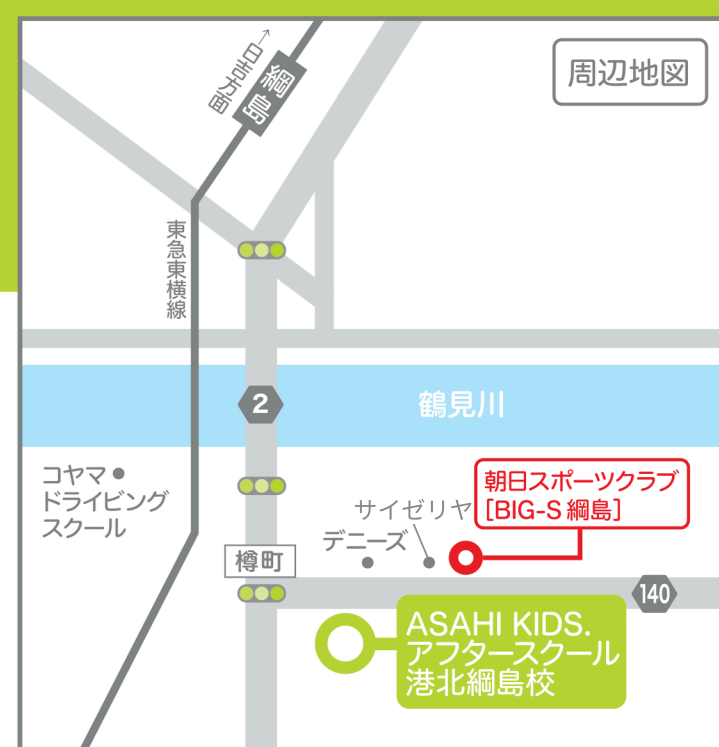 周辺地図
→日吉方面
綱島
東急東横線
2
鶴見川
コヤマ
ドライビング
スクール
朝日スポーツクラブ
[BIG-S 綱島]
サイゼリヤ
デニーズ
樽町
140
ASAHI KIDS.
アフタースクール
港北綱島校